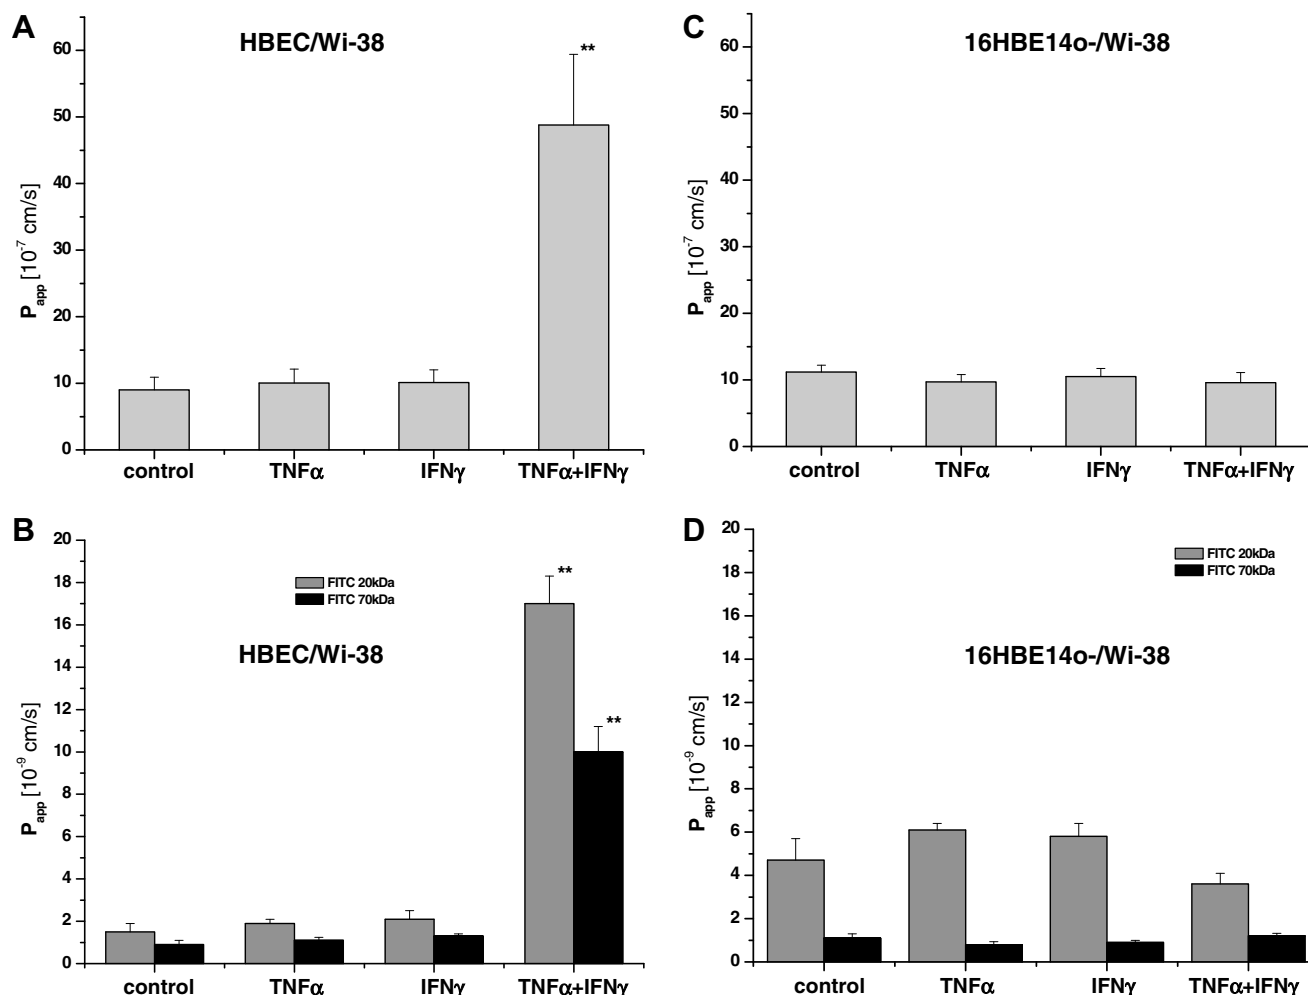 A
HBEC/Wi-38
**
60
50
40
30
20
10
0
Papp [10-7 cm/s]
control TNFα IFNγ TNFα+IFNγ
C
16HBE14o-/Wi-38
60
50
40
30
20
10
0
Papp [10-7 cm/s]
control TNFα IFNγ TNFα+IFNγ
B
20
18
16
14
12
10
8
6
4
2
0
Papp [10-9 cm/s]
FITC 20kDa
FITC 70kDa
HBEC/Wi-38
**
**
control TNFα IFNγ TNFα+IFNγ
D
20
18
16
14
12
10
8
6
4
2
0
Papp [10-9 cm/s]
FITC 20kDa
FITC 70kDa
16HBE14o-/Wi-38
control TNFα IFNγ TNFα+IFNγ